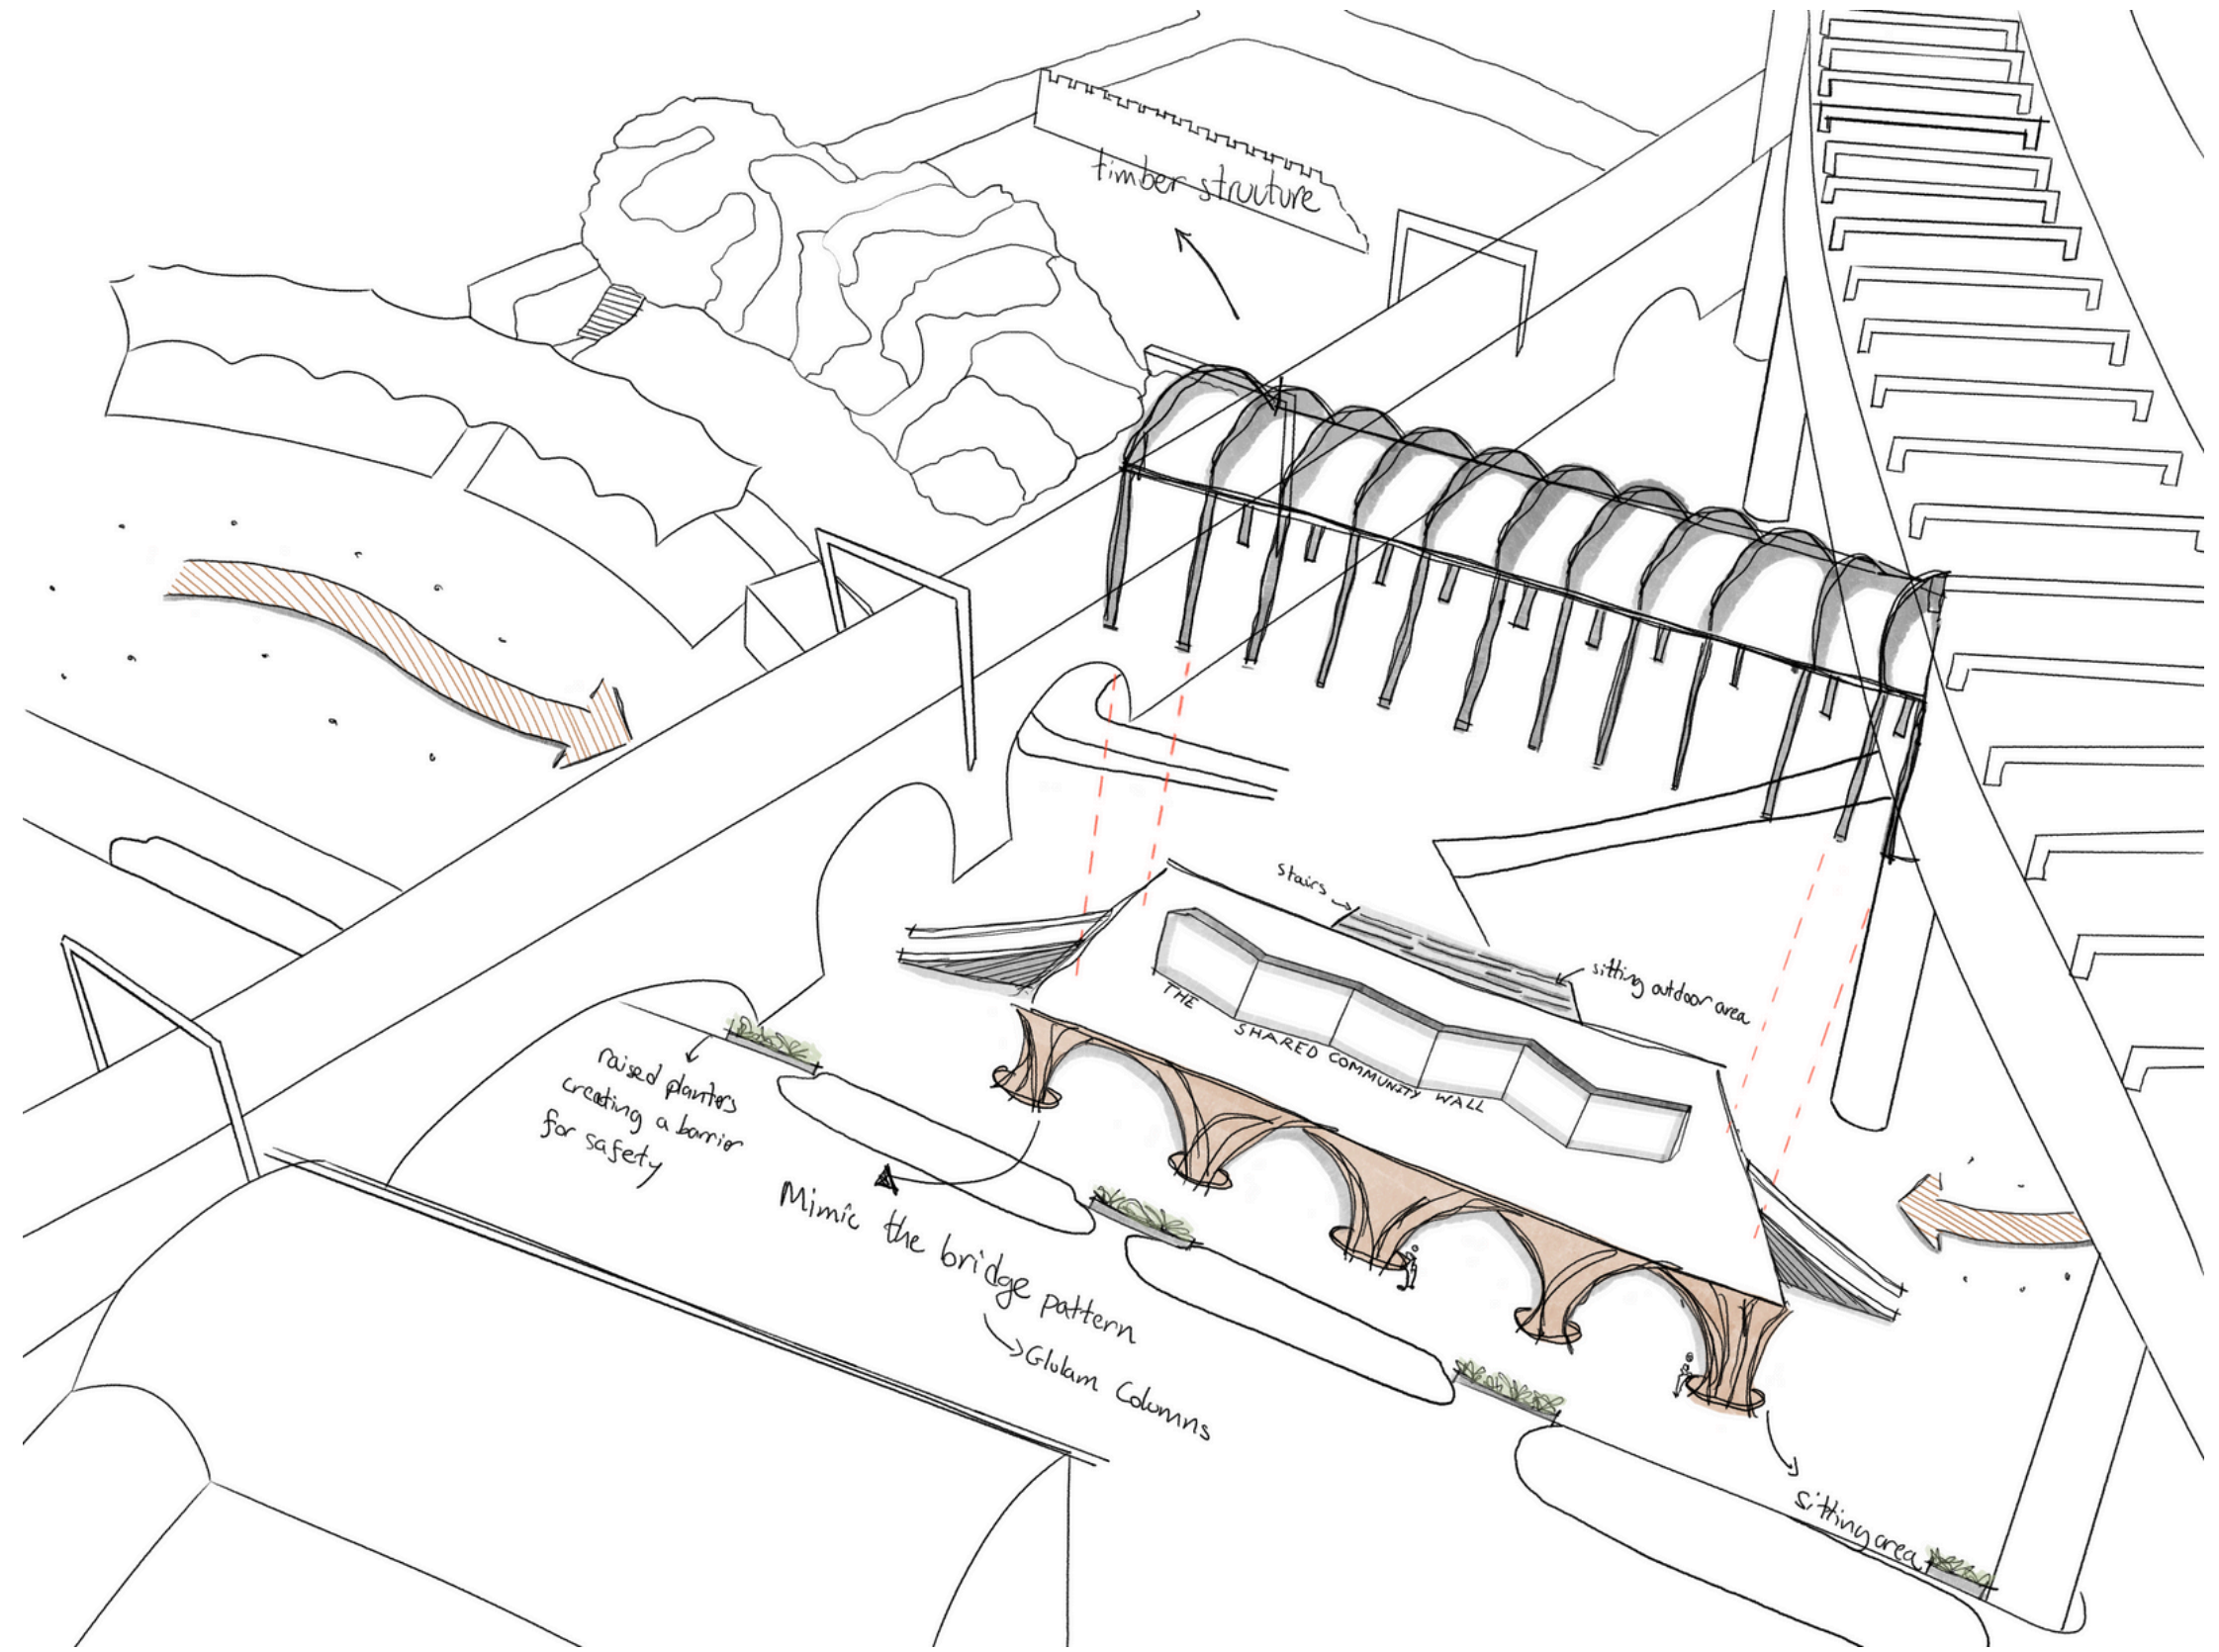 timber struuture
stairs
sitting outdoor area
THE SHARED COMMUNITY WALL
raised planters
creating a barrier
for safety
Mimic the bridge pattern
Glulam Columns
sitting area